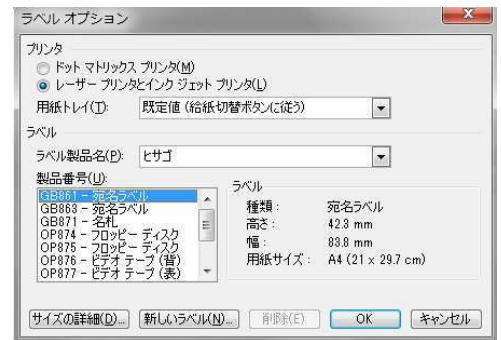 ラベル オプション
プリンタ
ドット マトリックス プリンタ(M)
レーザー プリンタとインク ジェット プリンタ(L)
用紙トレイ(T): 既定値 (給紙切替ボタンに従う)
ラベル
ラベル製品名(P): ヒサゴ
製品番号(U):
GB861 - 宛名ラベル
GB863 - 宛名ラベル
GB871 - 名札
OP874 - フロッピー ディスク
OP875 - フロッピー ディスク
OP876 - ビデオ テープ (背)
OP877 - ビデオ テープ (表)
ラベル
種類: 宛名ラベル
高さ: 42.3 mm
幅: 83.8 mm
用紙サイズ: A4 (21 x 29.7 cm)
サイズの詳細(D)... 新しいラベル(N)... 削除(E) OK キャンセル